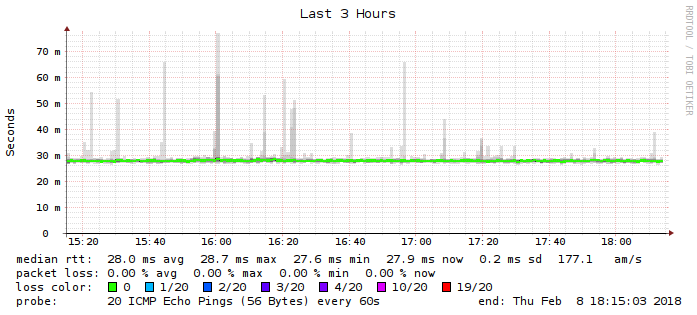 Last 3 Hours
RRDTOOL / TOBI OETIKER
Seconds
70 m
60 m
50 m
40 m
30 m
20 m
10 m
0
15:20 15:40 16:00 16:20 16:40 17:00 17:20 17:40 18:00
median rtt: 28.0 ms avg 28.7 ms max 27.6 ms min 27.9 ms now 0.2 ms sd 177.1 am/s
packet loss: 0.00 % avg 0.00 % max 0.00 % min 0.00 % now
loss color: 0 1/20 2/20 3/20 4/20 10/20 19/20
probe: 20 ICMP Echo Pings (56 Bytes) every 60s end: Thu Feb 8 18:15:03 2018